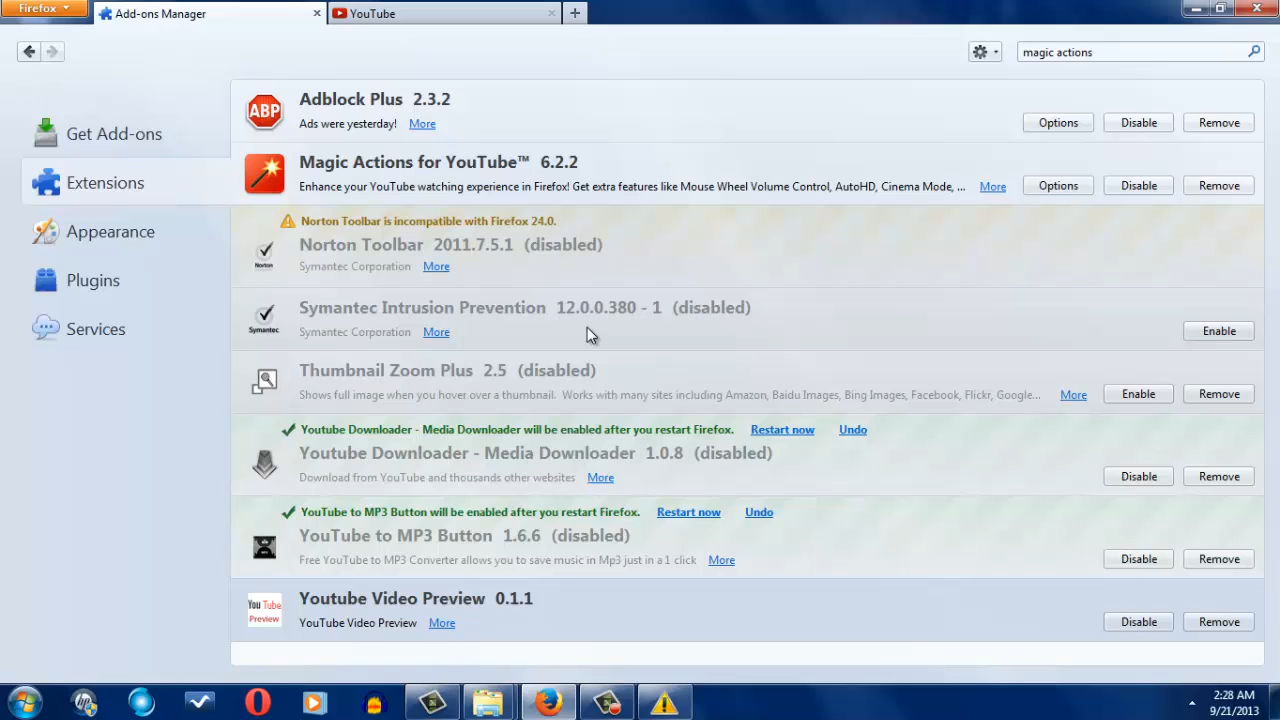 Firefox
Add-ons Manager
YouTube
magic actions
Get Add-ons
Extensions
Appearance
Plugins
Services
ABP
Adblock Plus 2.3.2
Ads were yesterday! More
Options Disable Remove
Magic Actions for YouTube™ 6.2.2
Enhance your YouTube watching experience in Firefox! Get extra features like Mouse Wheel Volume Control, AutoHD, Cinema Mode, ... More
Options Disable Remove
Norton Toolbar is incompatible with Firefox 24.0.
Norton Toolbar 2011.7.5.1 (disabled)
Norton
Symantec Corporation More
Symantec Intrusion Prevention 12.0.0.380 - 1 (disabled)
Symantec
Symantec Corporation More
Enable
Thumbnail Zoom Plus 2.5 (disabled)
Shows full image when you hover over a thumbnail. Works with many sites including Amazon, Baidu Images, Bing Images, Facebook, Flickr, Google... More
Enable Remove
Youtube Downloader - Media Downloader will be enabled after you restart Firefox. Restart now Undo
Youtube Downloader - Media Downloader 1.0.8 (disabled)
Download from YouTube and thousands other websites More
Disable Remove
YouTube to MP3 Button will be enabled after you restart Firefox. Restart now Undo
YouTube to MP3 Button 1.6.6 (disabled)
Free YouTube to MP3 Converter allows you to save music in Mp3 just in a 1 click More
Disable Remove
You Tube
Preview
Youtube Video Preview 0.1.1
YouTube Video Preview More
Disable Remove
2:28 AM
9/21/2013